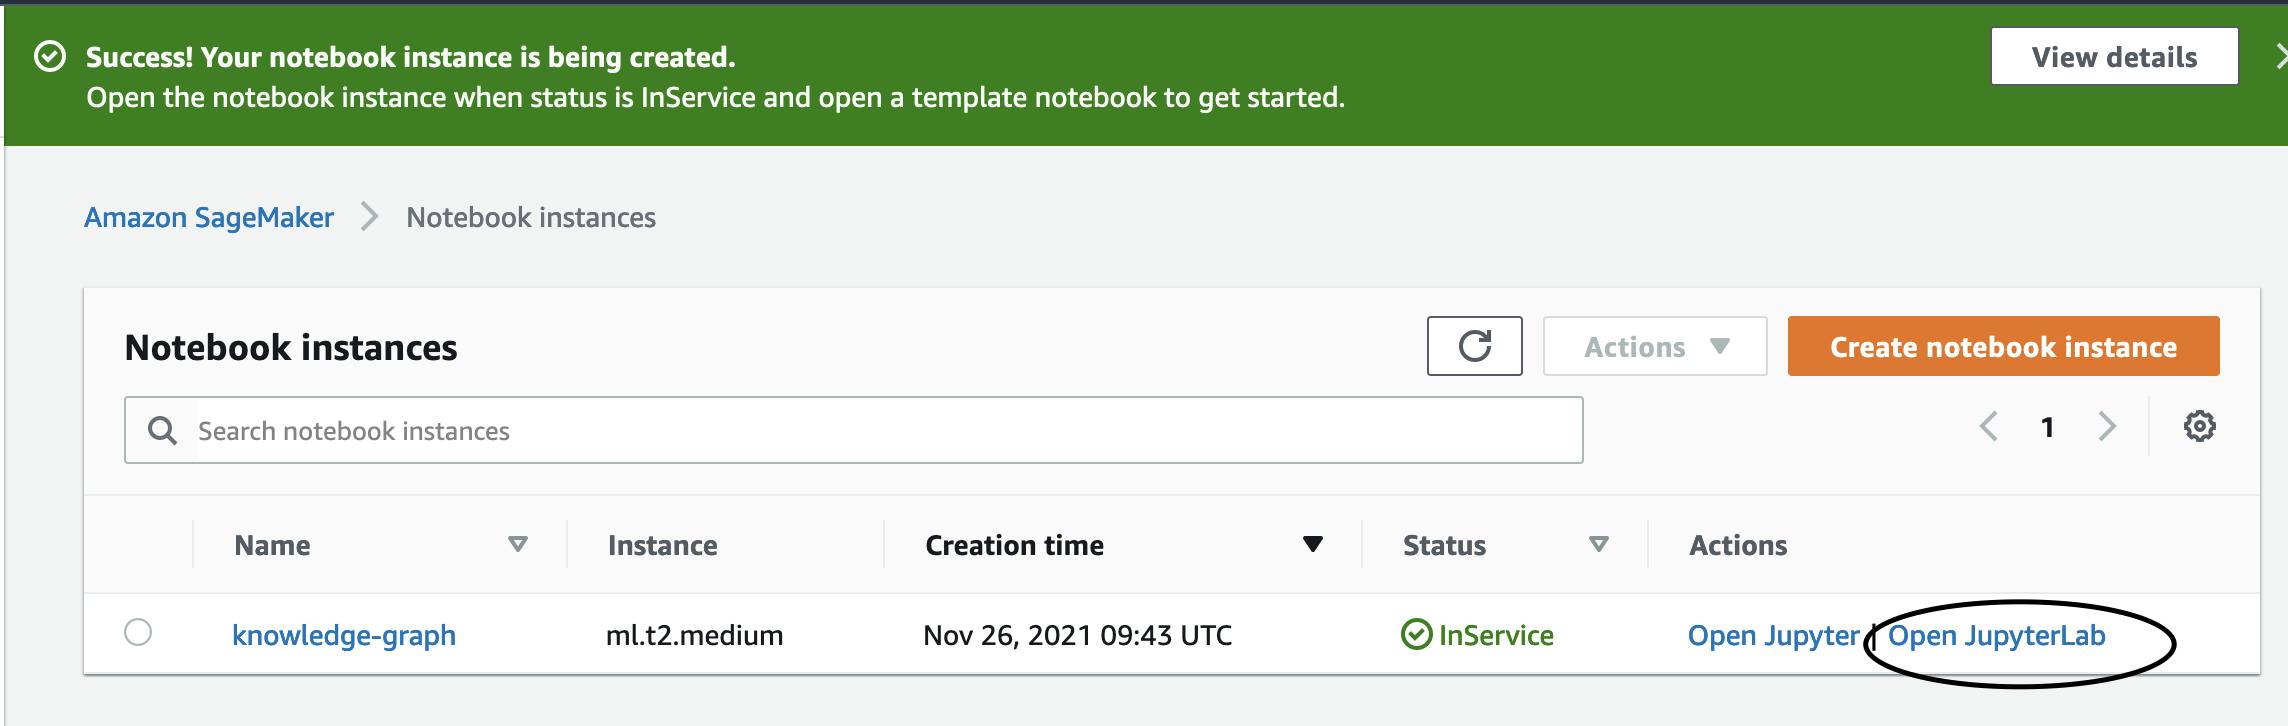 Success! Your notebook instance is being created.
Open the notebook instance when status is InService and open a template notebook to get started.
View details
Amazon SageMaker
Notebook instances
Notebook instances
Actions
Create notebook instance
Search notebook instances
1
Name
Instance
Creation time
Status
Actions
knowledge-graph
ml.t2.medium
Nov 26, 2021 09:43 UTC
InService
Open Jupyter | Open JupyterLab